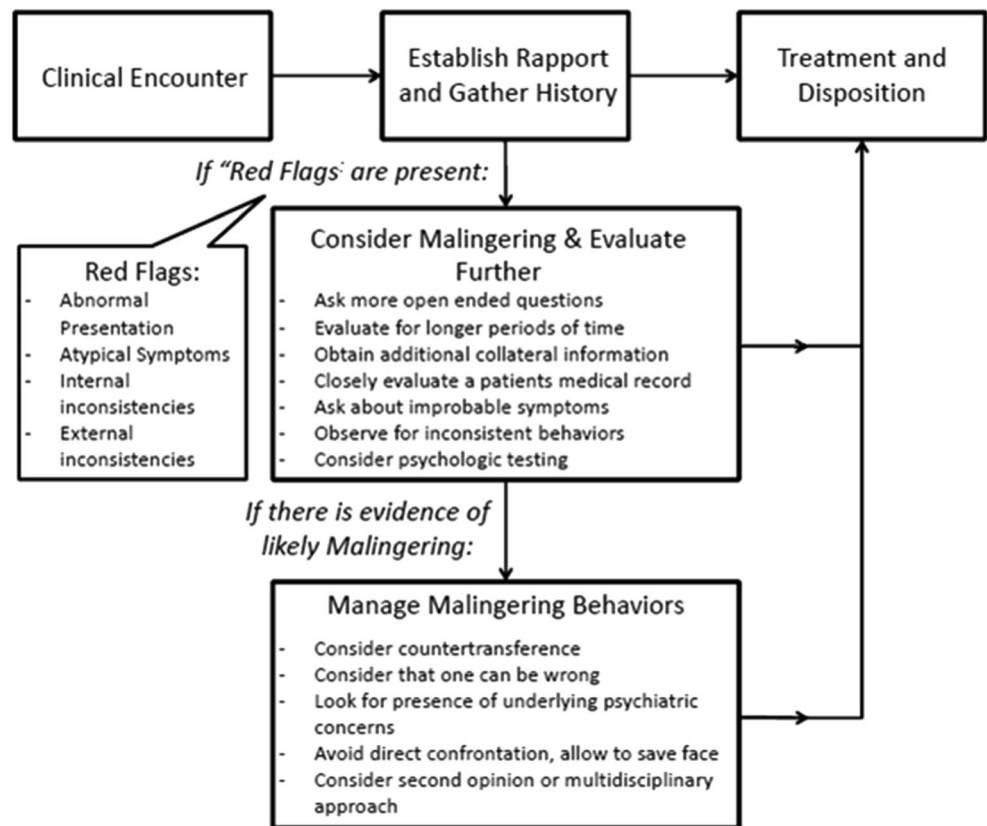 Clinical Encounter
Establish Rapport
and Gather History
Treatment and
Disposition
If “Red Flags: are present:
Red Flags:
- Abnormal
Presentation
- Atypical Symptoms
- Internal
inconsistencies
- External
inconsistencies
Consider Malingering & Evaluate
Further
- Ask more open ended questions
- Evaluate for longer periods of time
- Obtain additional collateral information
- Closely evaluate a patients medical record
- Ask about improbable symptoms
- Observe for inconsistent behaviors
- Consider psychologic testing
If there is evidence of
likely Malingering:
Manage Malingering Behaviors
- Consider countertransference
- Consider that one can be wrong
- Look for presence of underlying psychiatric
concerns
- Avoid direct confrontation, allow to save face
- Consider second opinion or multidisciplinary
approach